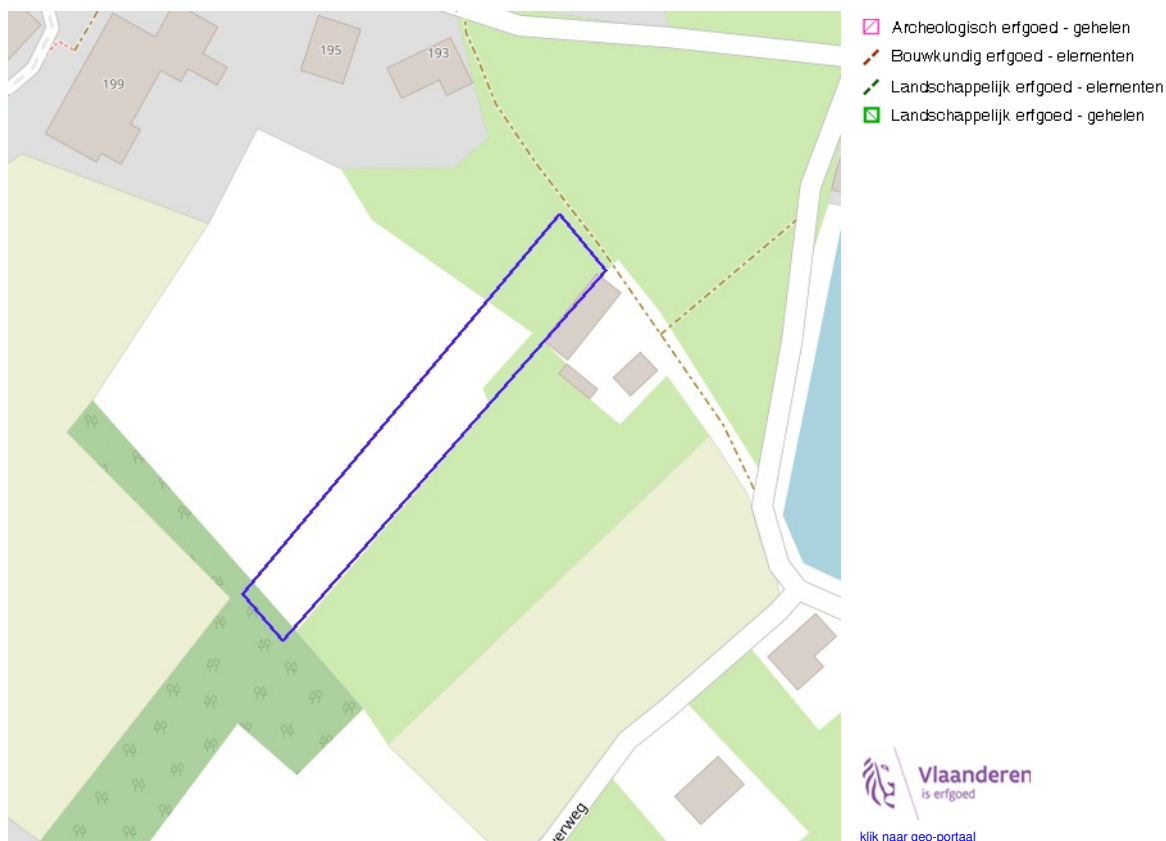 195
193
199
Archeologisch erfgoed - gehelen
Bouwkundig erfgoed - elementen
Landschappelijk erfgoed - elementen
Landschappelijk erfgoed - gehelen
Vlaanderen
is erfgoed
klik naar geo-portaal